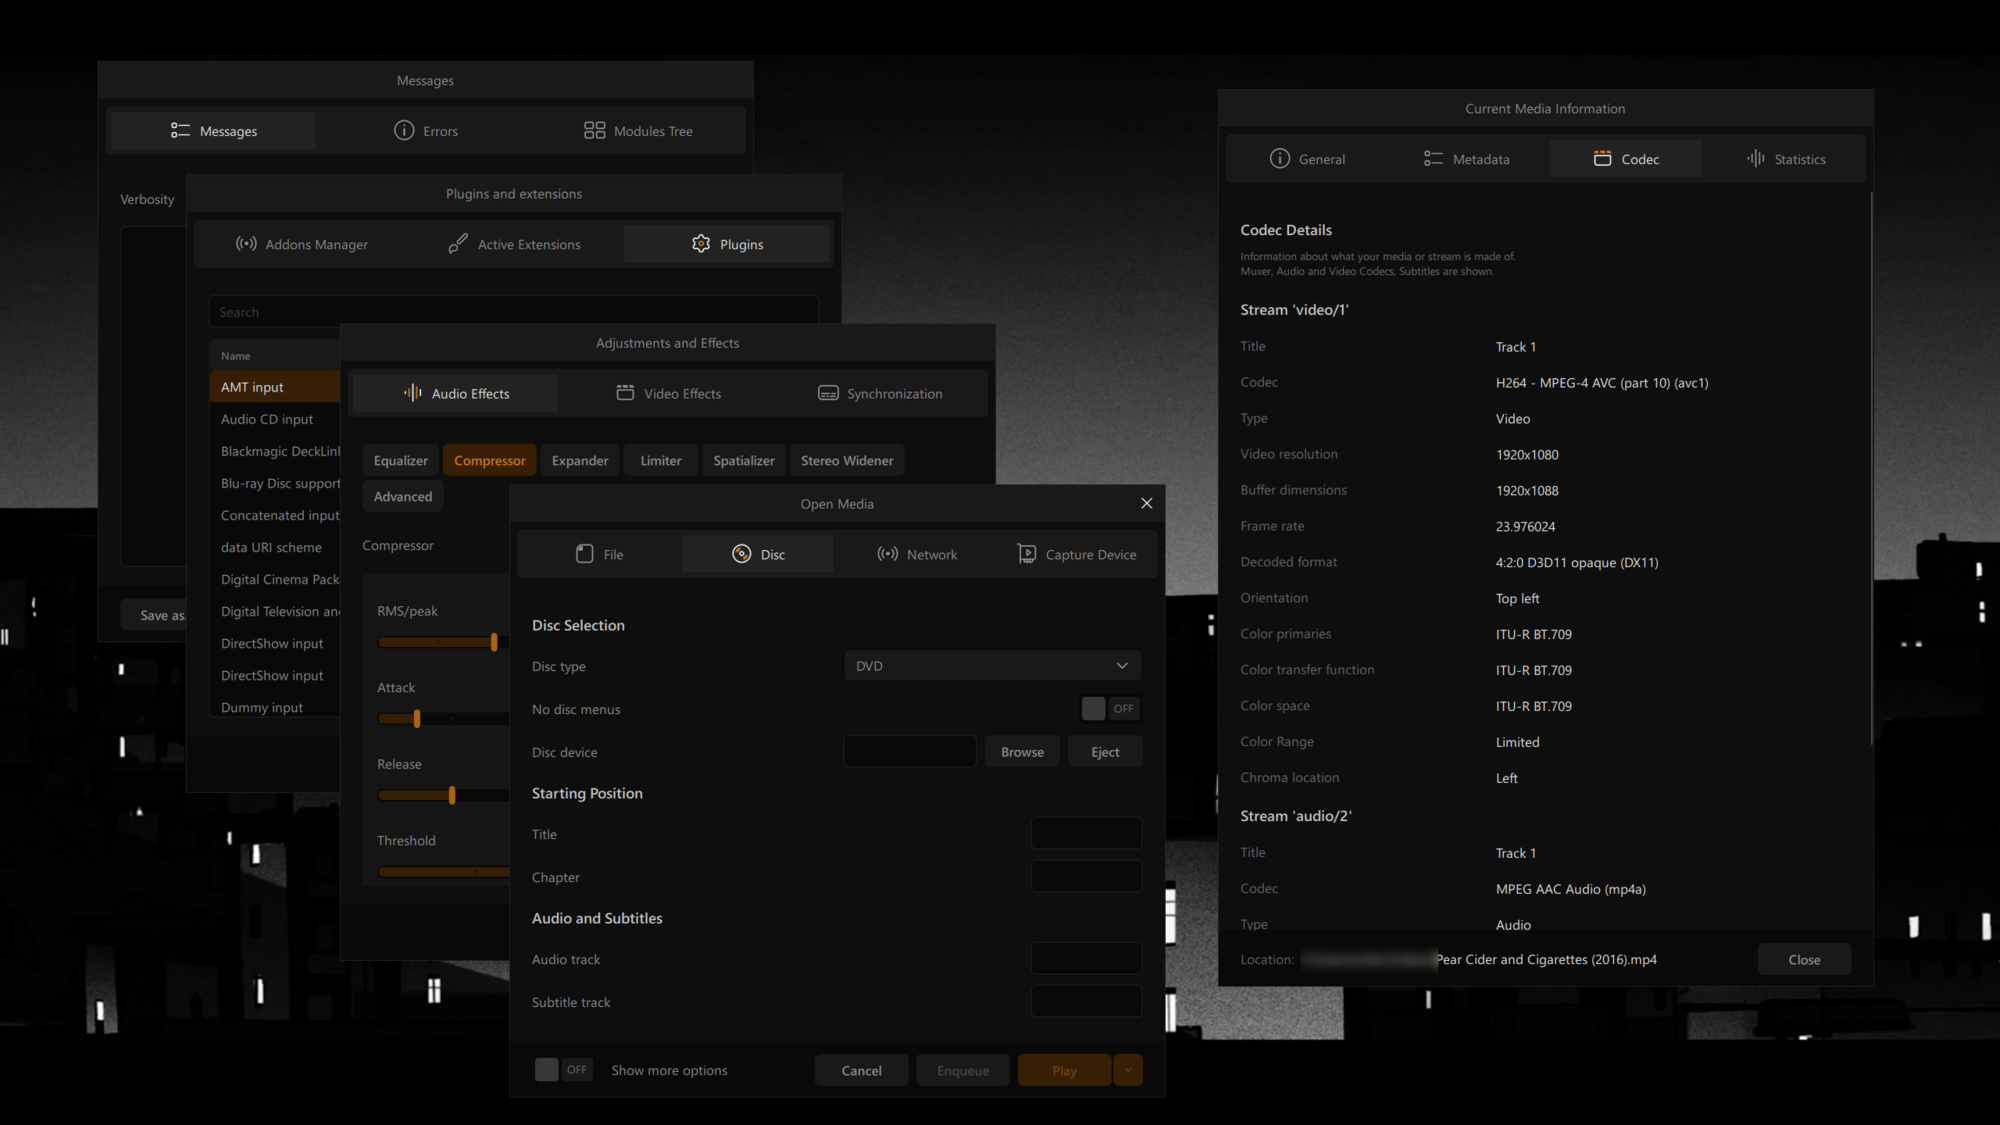 Messages
Messages
Errors
Modules Tree
Verbosity
Save as
Plugins and extensions
Addons Manager
Active Extensions
Plugins
Search
Name
AMT input
Audio CD input
Blackmagic DeckLin
Blu-ray Disc support
Concatenated input
data URI scheme
Digital Cinema Pack
Digital Television an
DirectShow input
DirectShow input
Dummy input
Adjustments and Effects
Audio Effects
Video Effects
Synchronization
Equalizer
Compressor
Expander
Limiter
Spatializer
Stereo Widener
Advanced
Compressor
RMS/peak
Attack
Release
Threshold
Open Media
File
Disc
Network
Capture Device
Disc Selection
Disc type
DVD
No disc menus
OFF
Disc device
Browse
Eject
Starting Position
Title
Chapter
Audio and Subtitles
Audio track
Subtitle track
OFF
Show more options
Cancel
Enqueue
Play
Current Media Information
General
Metadata
Codec
Statistics
Codec Details
Information about what your media or stream is made of.
Muxer, Audio and Video Codecs, Subtitles are shown.
Stream 'video/1'
Title Track 1
Codec H264 - MPEG-4 AVC (part 10) (avc1)
Type Video
Video resolution 1920x1080
Buffer dimensions 1920x1088
Frame rate 23.976024
Decoded format 4:2:0 D3D11 opaque (DX11)
Orientation Top left
Color primaries ITU-R BT.709
Color transfer function ITU-R BT.709
Color space ITU-R BT.709
Color Range Limited
Chroma location Left
Stream 'audio/2'
Title Track 1
Codec MPEG AAC Audio (mp4a)
Type Audio
Location: Pear Cider and Cigarettes (2016).mp4
Close